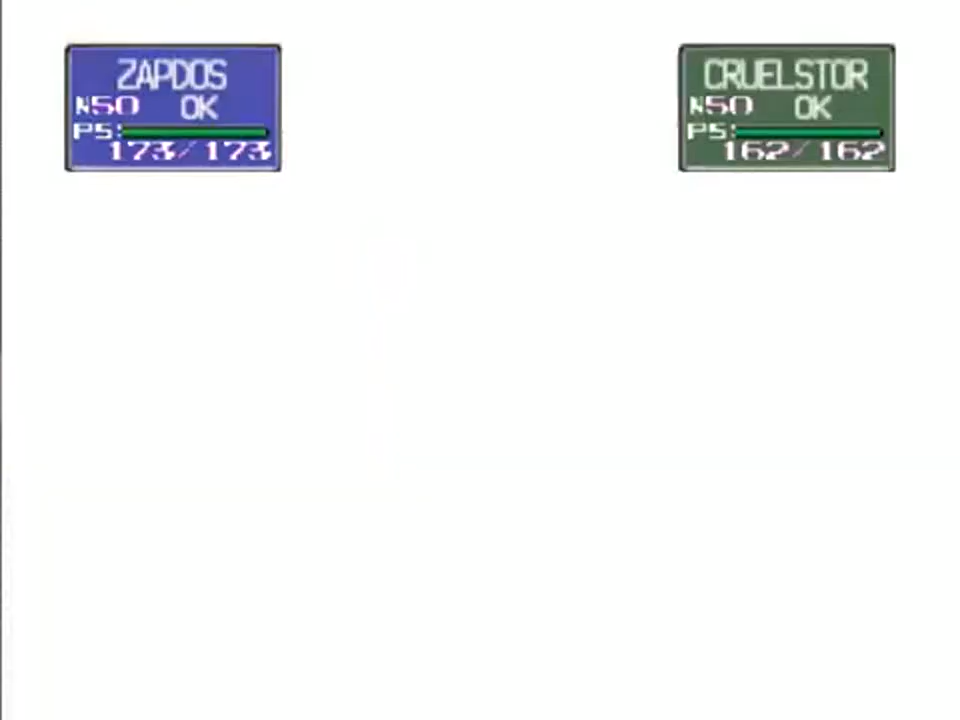 ZAPDOS
N50 OK
PS:
173/173
CRUELSTOR
N50 OK
PS:
162/162